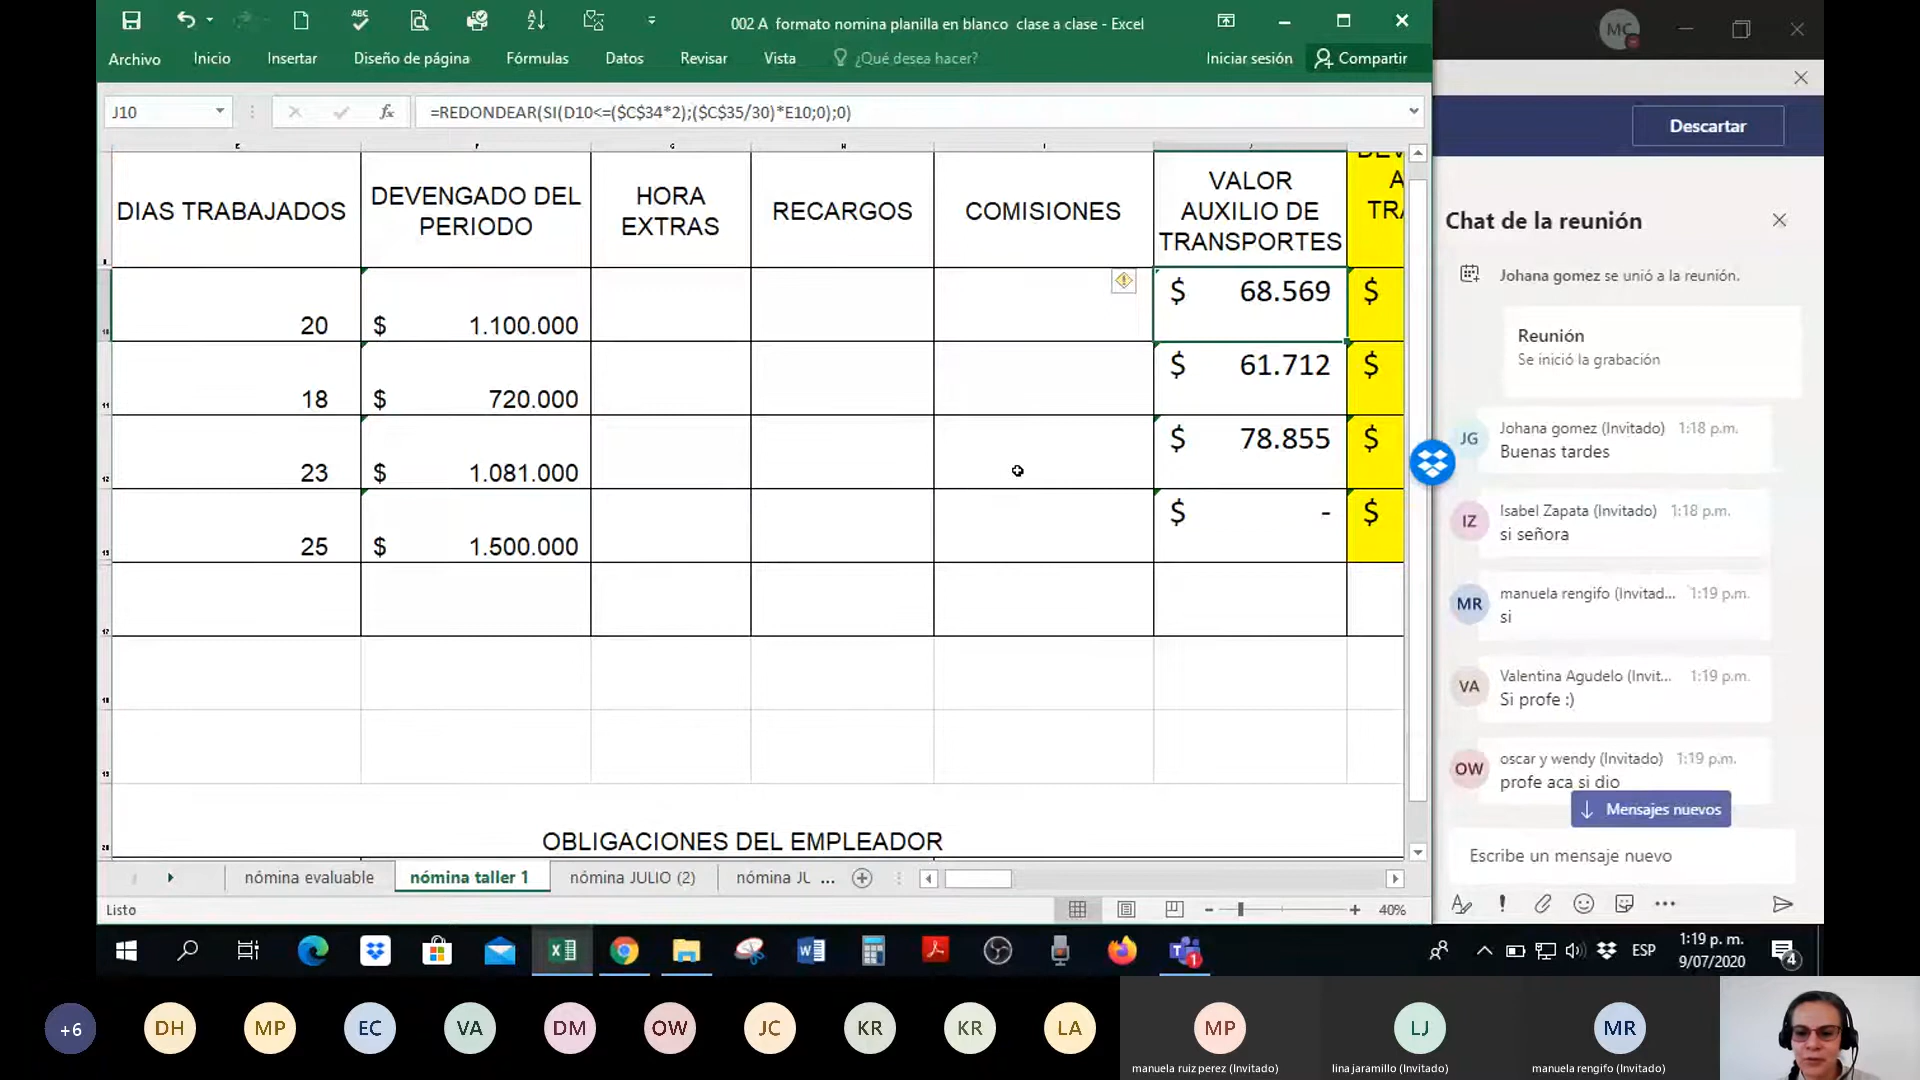 002 A formato nomina planilla en blanco clase a clase - Excel
ABC
MC
Archivo Inicio Insertar Diseño de página Fórmulas Datos Revisar Vista ¿Qué desea hacer? Iniciar sesión Compartir
J10 fx =REDONDEAR(SI(D10<=($C$34*2);($C$35/30)*E10;0);0)
DIAS TRABAJADOS
DEVENGADO DEL
PERIODO
HORA
EXTRAS
RECARGOS
COMISIONES
VALOR
AUXILIO DE
TRANSPORTES
20 $ 1.100.000 $ 68.569 $
18 $ 720.000 $ 61.712 $
23 $ 1.081.000 $ 78.855 $
25 $ 1.500.000 $ - $
OBLIGACIONES DEL EMPLEADOR
nómina evaluable nómina taller 1 nómina JULIO (2) nómina JL ...
Listo 40%
Descartar
Chat de la reunión
Johana gomez se unió a la reunión.
Reunión
Se inició la grabación
JG
Johana gomez (Invitado) 1:18 p.m.
Buenas tardes
IZ
Isabel Zapata (Invitado) 1:18 p.m.
si señora
MR
manuela rengifo (Invitad... 1:19 p.m.
si
VA
Valentina Agudelo (Invit... 1:19 p.m.
Si profe :)
OW
oscar y wendy (Invitado) 1:19 p.m.
profe aca si dio
Mensajes nuevos
Escribe un mensaje nuevo
1
ESP
1:19 p. m.
9/07/2020
4
+6 DH MP EC VA DM OW JC KR KR LA MP LJ MR
manuela ruiz perez (Invitado) lina jaramillo (Invitado) manuela rengifo (Invitado)